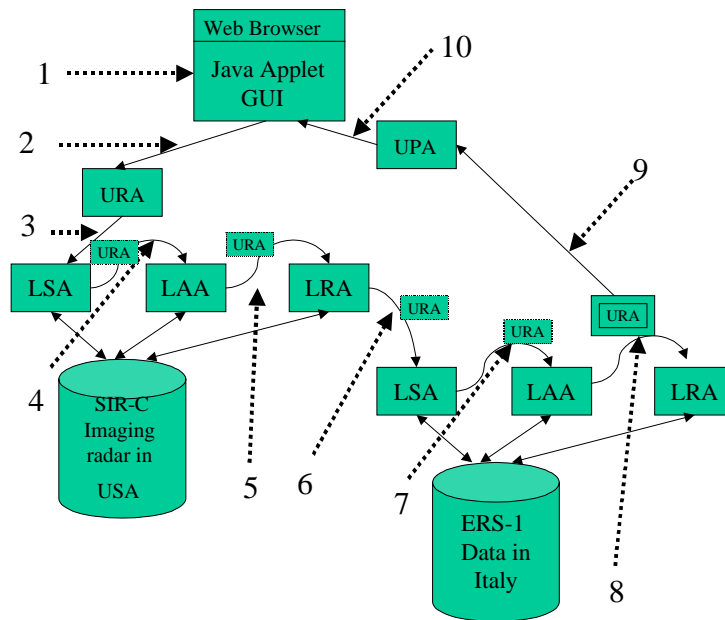 Web Browser
Java Applet
GUI
1
10
2
UPA
URA
9
3
URA
URA
LSA
LAA
LRA
URA
URA
URA
4
SIR-C
Imaging
radar in
USA
5
6
LSA
LAA
LRA
7
8
ERS-1
Data in
Italy